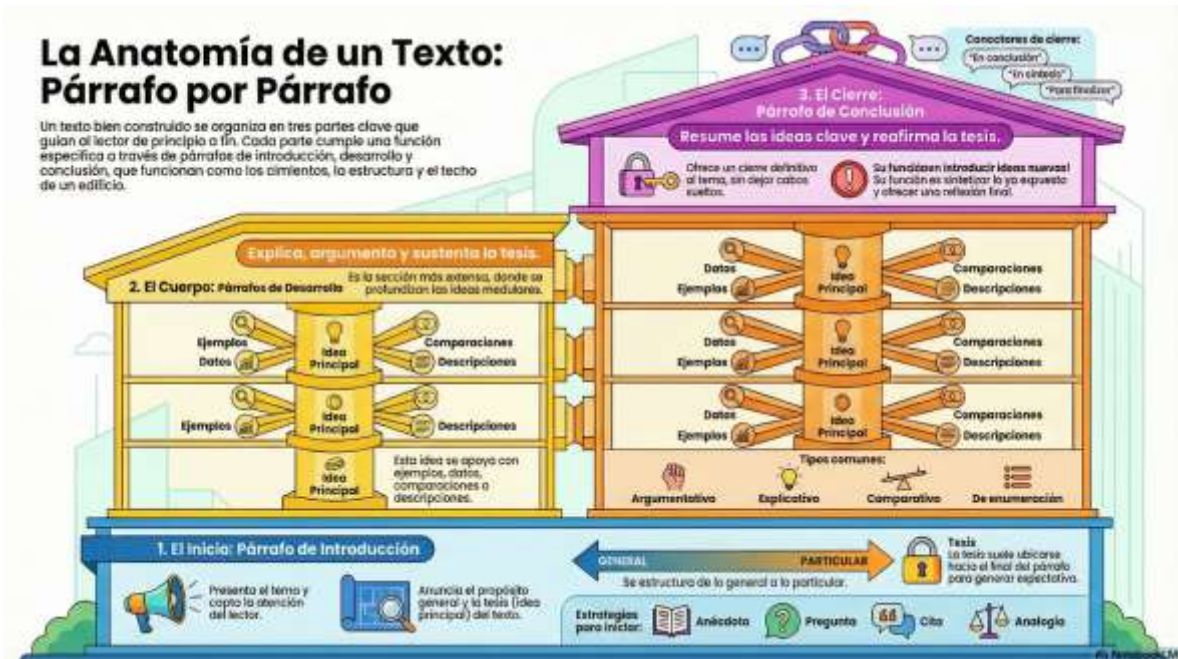 La Anatomía de un Texto:
Párrafo por Párrafo
Un texto bien construido se organiza en tres partes clave que
guían al lector de principio a fin. Cada parte cumple una función
específica a través de párrafos de introducción, desarrollo y
conclusión, que funcionan como los cimientos, la estructura y el techo
de un edificio.
Conectores de cierre:
"En conclusión"
"En síntesis"
"Para finalizar"
3. El Cierre:
Párrafo de Conclusión
Resume las ideas clave y reafirma la tesis.
Ofrece un cierre definitivo
al tema, sin dejar cabos
sueltos.
Su funciónen introducir ideas nuevas!
Su función es sintetizar lo ya expuesto
y ofrecer una reflexión final.
Explica, argumento y sustenta la tesis.
2. El Cuerpo: Párrafos de Desarrollo
Es la sección más extensa, donde se
profundizan las ideas medulares.
Ejemplos
Datos
Idea
Principal
Comparaciones
Descripciones
Ejemplos
Idea
Principal
Descripciones
Idea
Principal
Esta idea se apoya con
ejemplos, datos,
comparaciones o
descripciones.
Datos
Ejemplos
Idea
Principal
Comparaciones
Descripciones
Datos
Ejemplos
Idea
Principal
Comparaciones
Descripciones
Datos
Ejemplos
Idea
Principal
Comparaciones
Descripciones
Tipos comunes:
Argumentativo
Explicativo
Comparativo
De enumeración
1. El Inicio: Párrafo de Introducción
Presenta el tema y
capta la atención
del lector.
Anuncia el propósito
general y la tesis (idea
principal) del texto.
GENERAL
PARTICULAR
Se estructura de lo general a lo particular.
Tesis
La tesis suele ubicarse
hacia el final del párrafo
para generar expectativa.
Estrategias
para iniciar:
Anécdota
Pregunta
Cita
Analogía